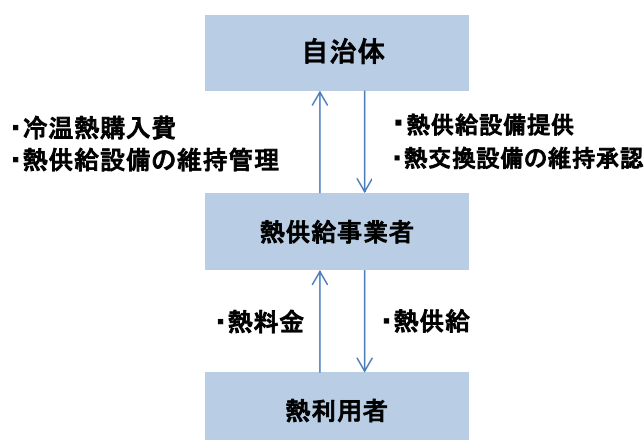 自治体
・冷温熱購入費
・熱供給設備の維持管理
・熱供給設備提供
・熱交換設備の維持承認
熱供給事業者
・熱料金
・熱供給
熱利用者